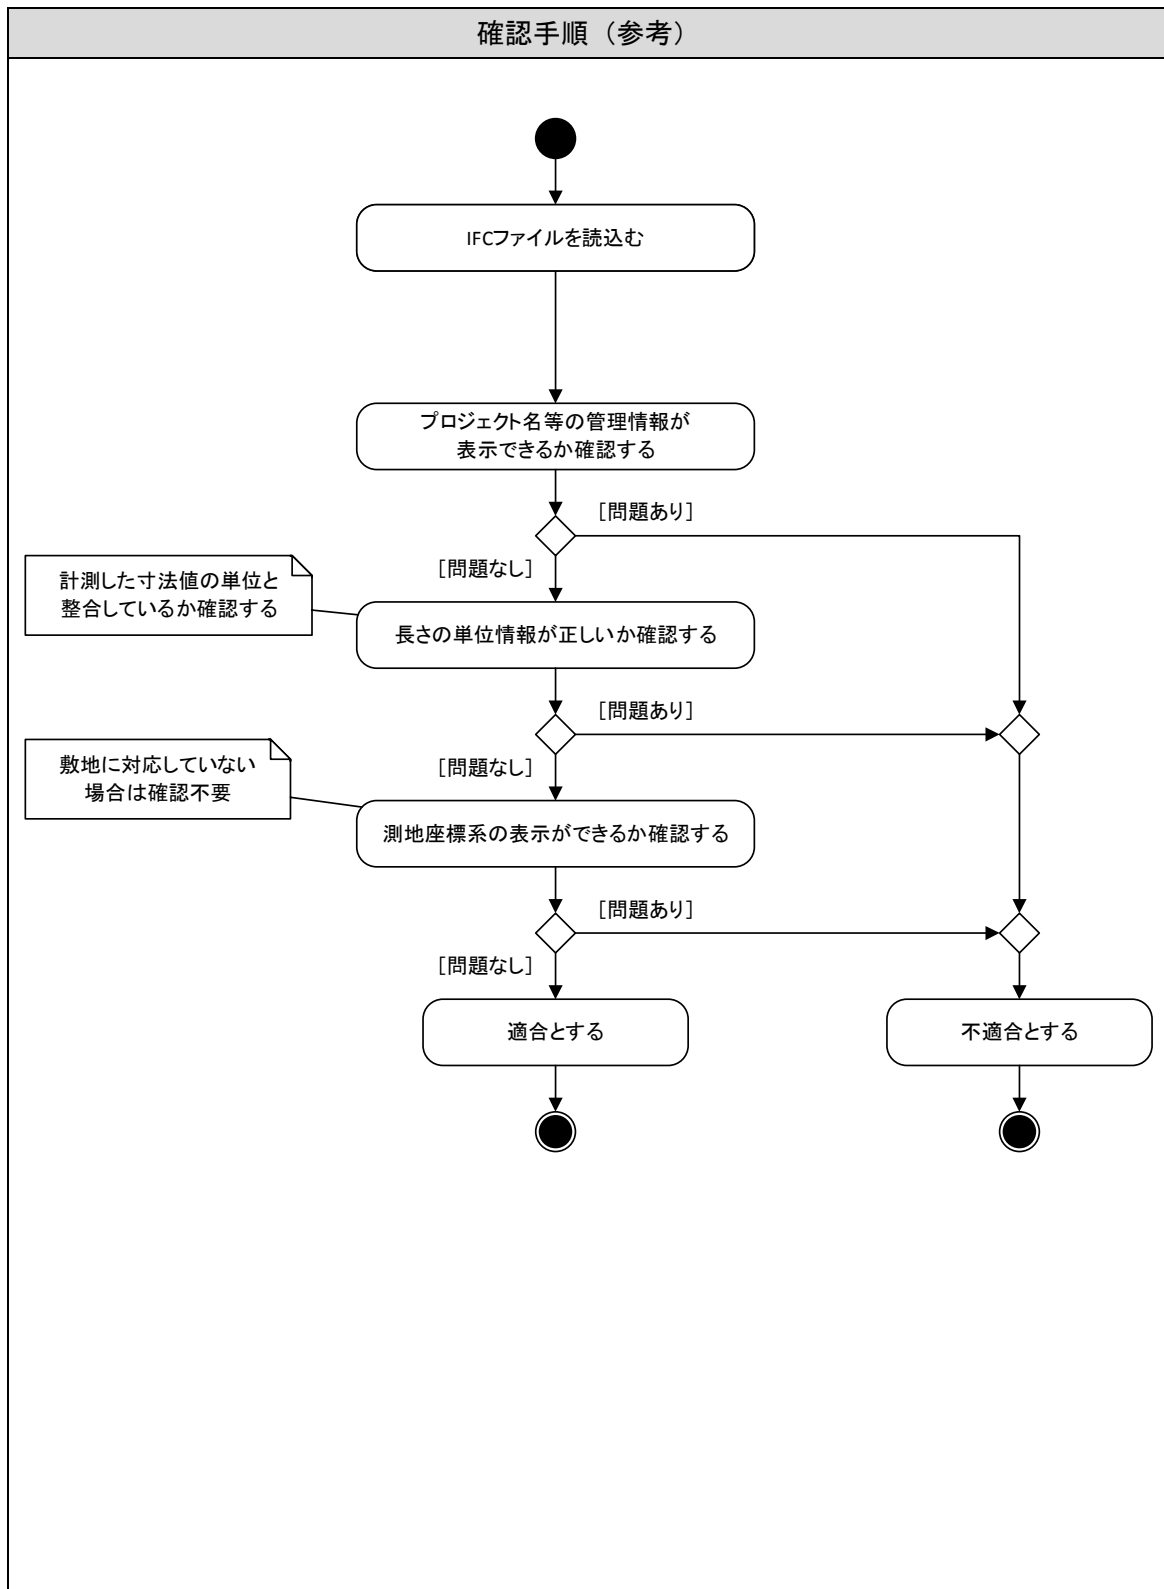 確認手順（参考）
IFCファイルを読込む
プロジェクト名等の管理情報が
表示できるか確認する
［問題あり］
［問題なし］
計測した寸法値の単位と
整合しているか確認する
長さの単位情報が正しいか確認する
［問題あり］
［問題なし］
敷地に対応していない
場合は確認不要
測地座標系の表示ができるか確認する
［問題あり］
［問題なし］
適合とする
不適合とする